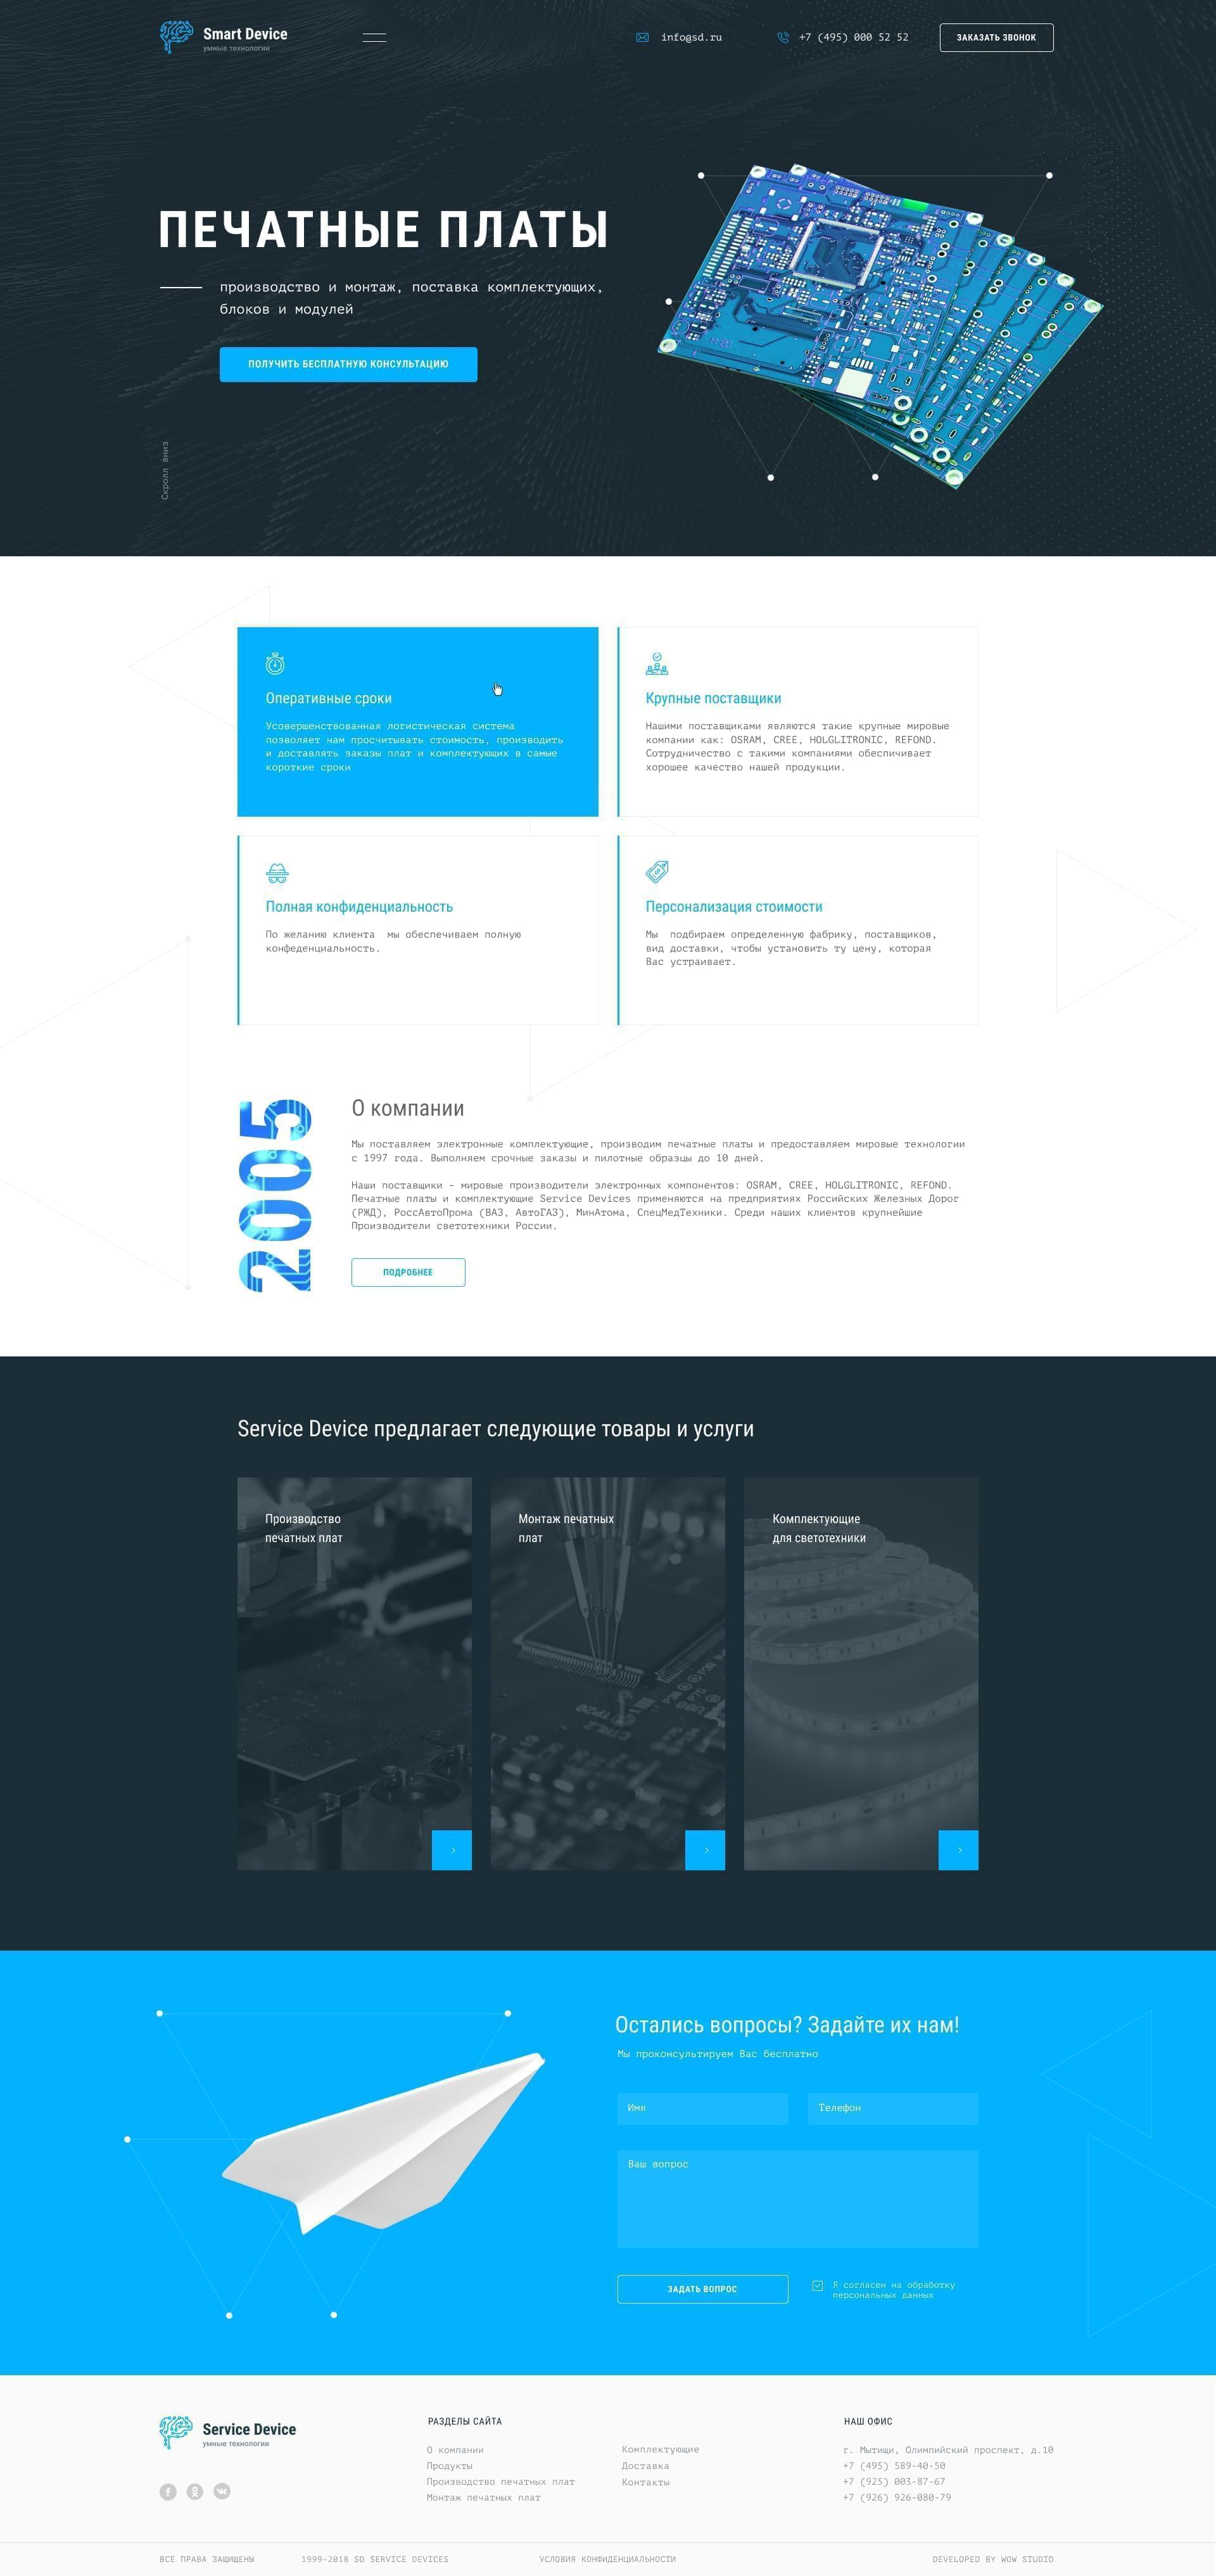 Smart Device
умные технологии
info@sd.ru
+7 (495) 000 52 52
ЗАКАЗАТЬ ЗВОНОК
ПЕЧАТНЫЕ ПЛАТЫ
производство и монтаж, поставка комплектующих,
блоков и модулей
ПОЛУЧИТЬ БЕСПЛАТНУЮ КОНСУЛЬТАЦИЮ
Скролл вниз
Оперативные сроки
Усовершенствованная логистическая система
позволяет нам просчитывать стоимость, производить
и доставлять заказы плат и комплектующих в самые
короткие сроки
Крупные поставщики
Нашими поставщиками являются такие крупные мировые
компании как: OSRAM, CREE, HOLGLITRONIC, REFOND.
Сотрудничество с такими компаниями обеспичивает
хорошее качество нашей продукции.
Полная конфиденциальность
По желанию клиента мы обеспечиваем полную
конфеденциальность.
Персонализация стоимости
Мы подбираем определенную фабрику, поставщиков,
вид доставки, чтобы установить ту цену, которая
Вас устраивает.
2005
О компании
Мы поставляем электронные комплектующие, производим печатные платы и предоставляем мировые технологии
с 1997 года. Выполняем срочные заказы и пилотные образцы до 10 дней.
Наши поставщики - мировые производители электронных компонентов: OSRAM, CREE, HOLGLITRONIC, REFOND.
Печатные платы и комплектующие Service Devices применяются на предприятиях Российских Железных Дорог
(РЖД), РоссАвтоПрома (ВАЗ, АвтоГАЗ), МинАтома, СпецМедТехники. Среди наших клиентов крупнейшие
Производители светотехники России.
ПОДРОБНЕЕ
Service Device предлагает следующие товары и услуги
Производство
печатных плат
Монтаж печатных
плат
Комплектующие
для светотехники
Остались вопросы? Задайте их нам!
Мы проконсультируем Вас бесплатно
Имя
Телефон
Ваш вопрос
ЗАДАТЬ ВОПРОС
Я согласен на обработку
персональных данных
Service Device
умные технологии
РАЗДЕЛЫ САЙТА
О компании
Продукты
Производство печатных плат
Монтаж печатных плат
Комплектующие
Доставка
Контакты
НАШ ОФИС
г. Мытищи, Олимпийский проспект, д.10
+7 (495) 589-40-50
+7 (925) 003-87-67
+7 (926) 926-080-79
ВСЕ ПРАВА ЗАЩИЩЕНЫ
1999-2018 SD SERVICE DEVICES
УСЛОВИЯ КОНФИДЕНЦИАЛЬНОСТИ
DEVELOPED BY WOW STUDIO